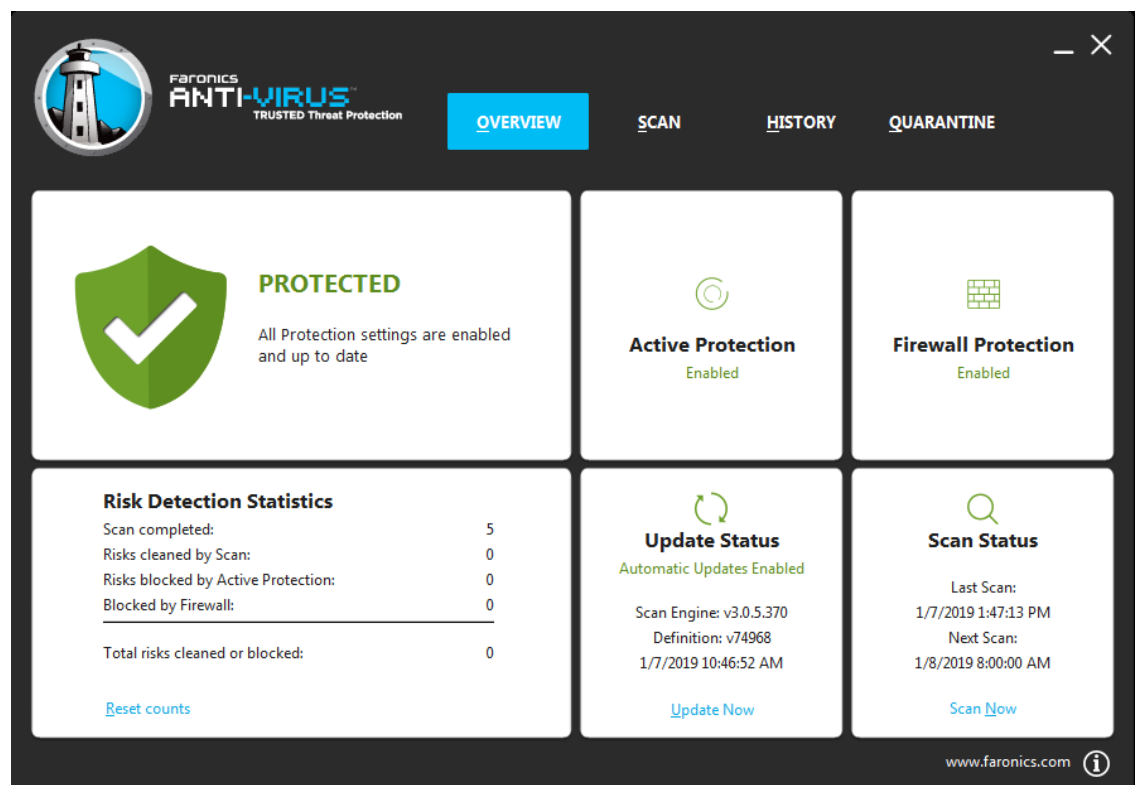 Faronics
ANTI-VIRUS™
TRUSTED Threat Protection
OVERVIEW
SCAN
HISTORY
QUARANTINE
PROTECTED
All Protection settings are enabled
and up to date
Active Protection
Enabled
Firewall Protection
Enabled
Risk Detection Statistics
Scan completed: 5
Risks cleaned by Scan: 0
Risks blocked by Active Protection: 0
Blocked by Firewall: 0
Total risks cleaned or blocked: 0
Reset counts
Update Status
Automatic Updates Enabled
Scan Engine: v3.0.5.370
Definition: v74968
1/7/2019 10:46:52 AM
Update Now
Scan Status
Last Scan:
1/7/2019 1:47:13 PM
Next Scan:
1/8/2019 8:00:00 AM
Scan Now
www.faronics.com